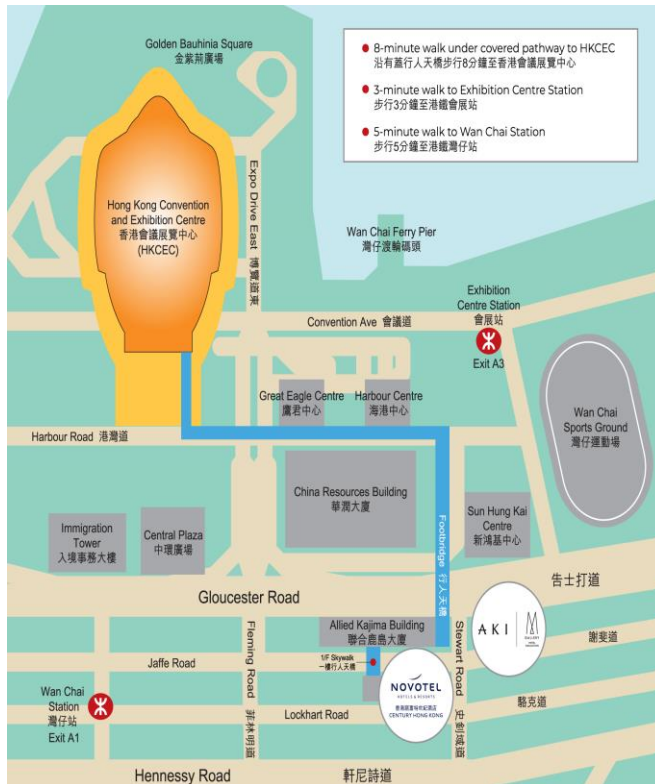 Golden Bauhinia Square
金紫荊廣場
8-minute walk under covered pathway to HKCEC
沿有蓋行人天橋步行8分鐘至香港會議展覽中心
3-minute walk to Exhibition Centre Station
步行3分鐘至港鐵會展站
5-minute walk to Wan Chai Station
步行5分鐘至港鐵灣仔站
Hong Kong Convention
and Exhibition Centre
香港會議展覽中心
(HKCEC)
Expo Drive East 博覽道東
Wan Chai Ferry Pier
灣仔渡輪碼頭
Exhibition
Centre Station
會展站
Exit A3
Convention Ave 會議道
Great Eagle Centre
鷹君中心
Harbour Centre
海港中心
Wan Chai
Sports Ground
灣仔運動場
Harbour Road 港灣道
China Resources Building
華潤大廈
Footbridge 行人天橋
Sun Hung Kai
Centre
新鴻基中心
Immigration
Tower
入境事務大樓
Central Plaza
中環廣場
Gloucester Road
告士打道
Allied Kajima Building
聯合鹿島大廈
1/F Skywalk
一樓行人天橋
Fleming Road 菲林明道
Stewart Road 史剀域道
AKI
M
GALLERY
Jaffe Road
謝斐道
NOVOTEL
HOTELS & RESORTS
CENTURY HONG KONG
Wan Chai
Station
灣仔站
Exit A1
Lockhart Road
駱克道
Hennessy Road
軒尼詩道